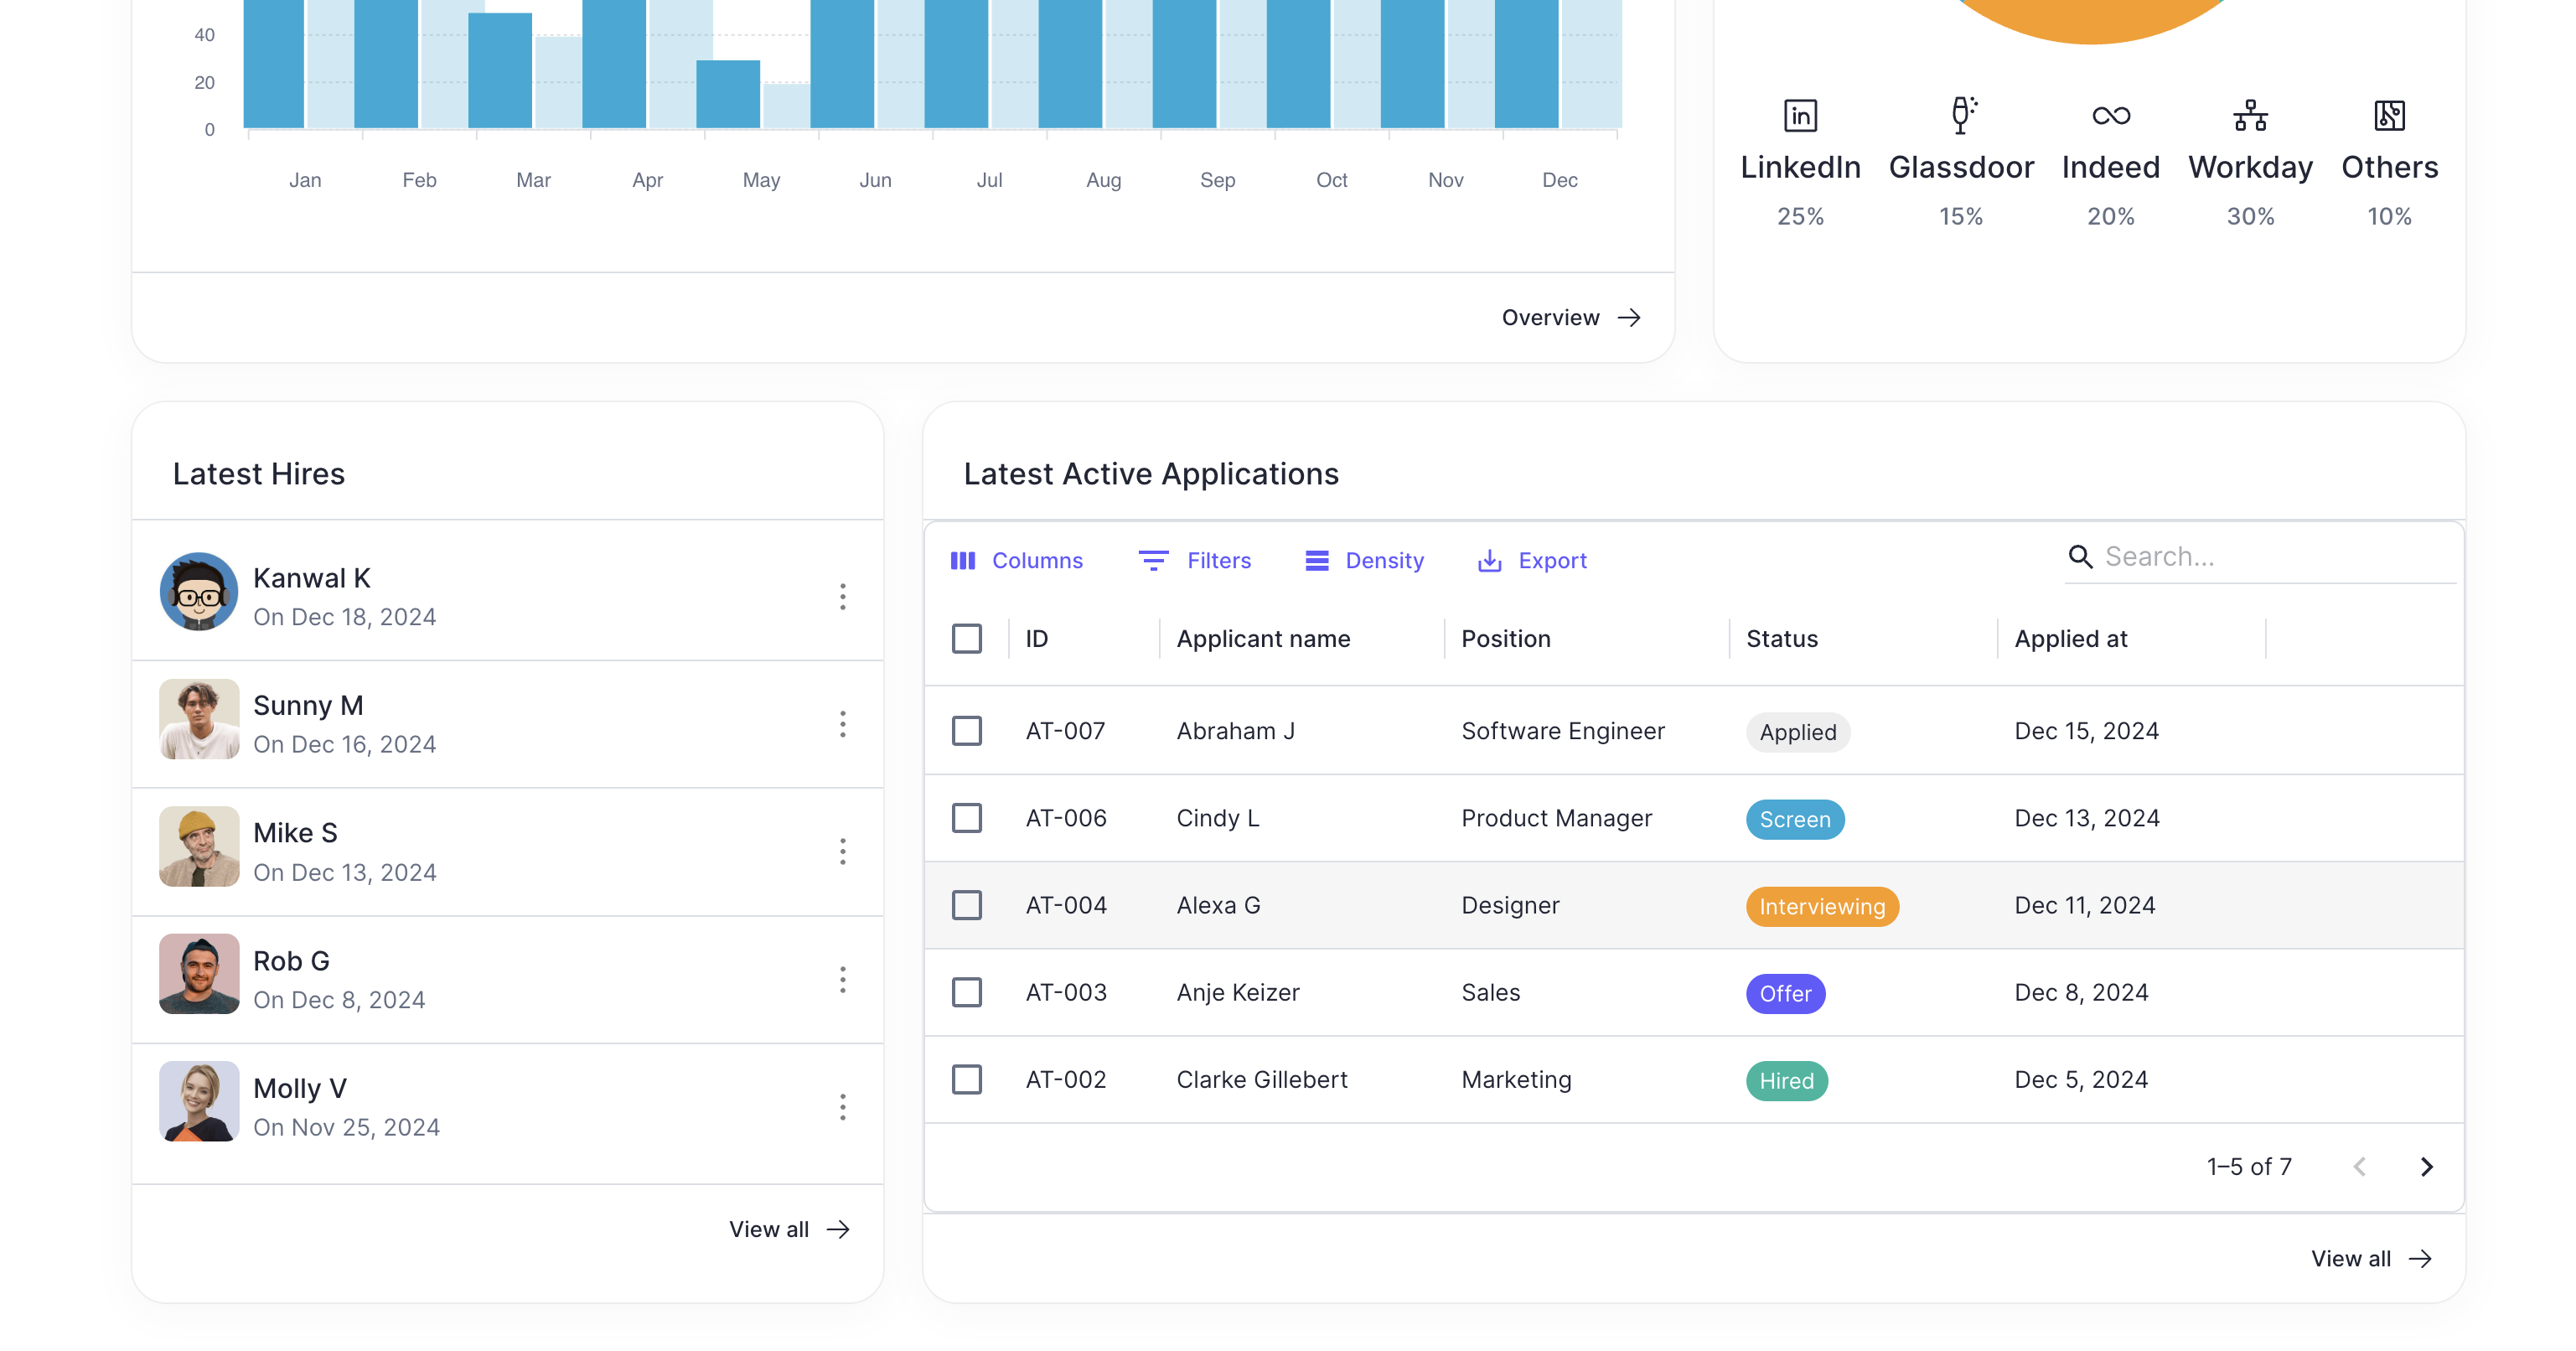 40
20
0
Jan Feb Mar Apr May Jun Jul Aug Sep Oct Nov Dec
Overview
LinkedIn Glassdoor Indeed Workday Others
25% 15% 20% 30% 10%
Latest Hires
Kanwal K
On Dec 18, 2024
Sunny M
On Dec 16, 2024
Mike S
On Dec 13, 2024
Rob G
On Dec 8, 2024
Molly V
On Nov 25, 2024
View all
Latest Active Applications
Columns Filters Density Export Search...
ID Applicant name Position Status Applied at
AT-007 Abraham J Software Engineer Applied Dec 15, 2024
AT-006 Cindy L Product Manager Screen Dec 13, 2024
AT-004 Alexa G Designer Interviewing Dec 11, 2024
AT-003 Anje Keizer Sales Offer Dec 8, 2024
AT-002 Clarke Gillebert Marketing Hired Dec 5, 2024
1–5 of 7
View all